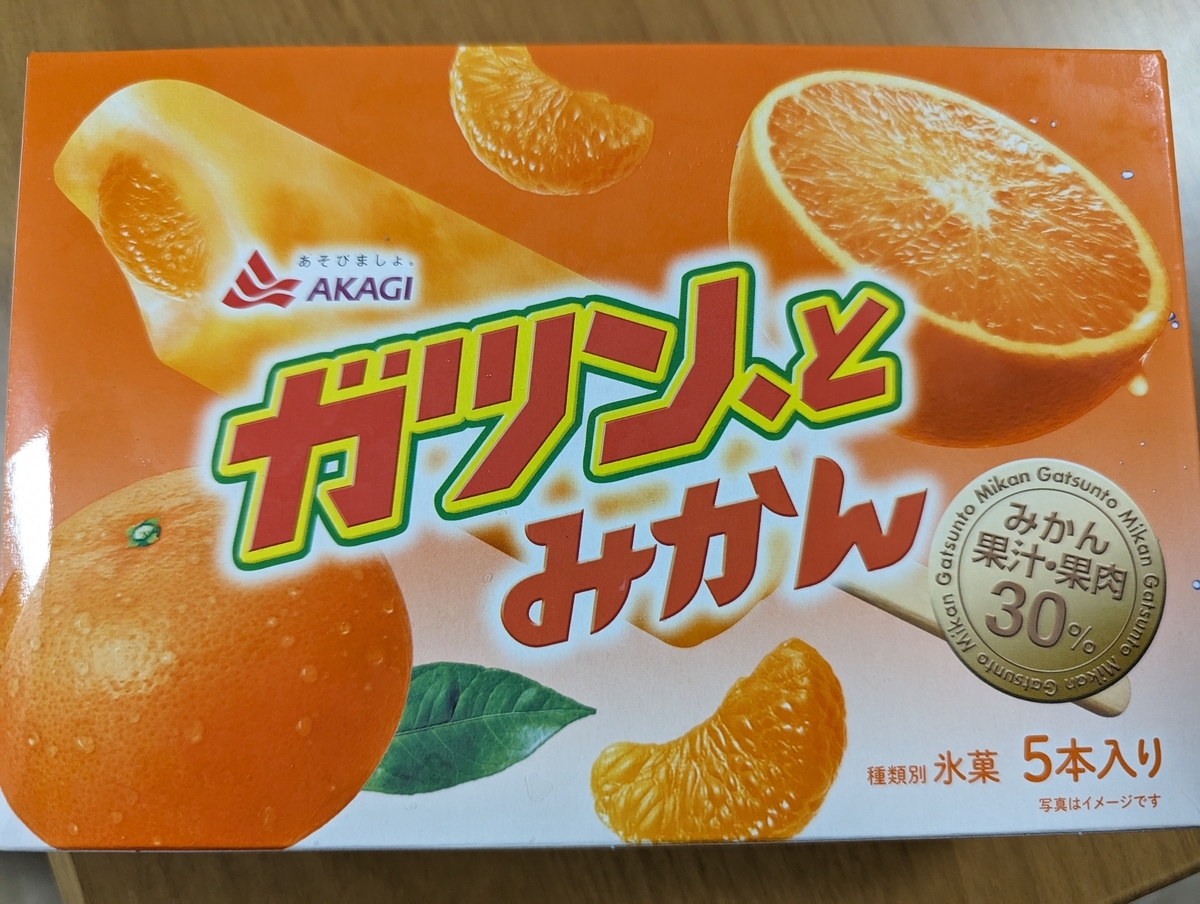 あそびましょ。
AKAGI
ガツン、と
みかん
Mikan Gatsunto Mikan Gatsunto Mikan Gatsunto Mikan Gatsunto
みかん
果汁・果肉
30%
種類別 氷菓 5本入り
写真はイメージです